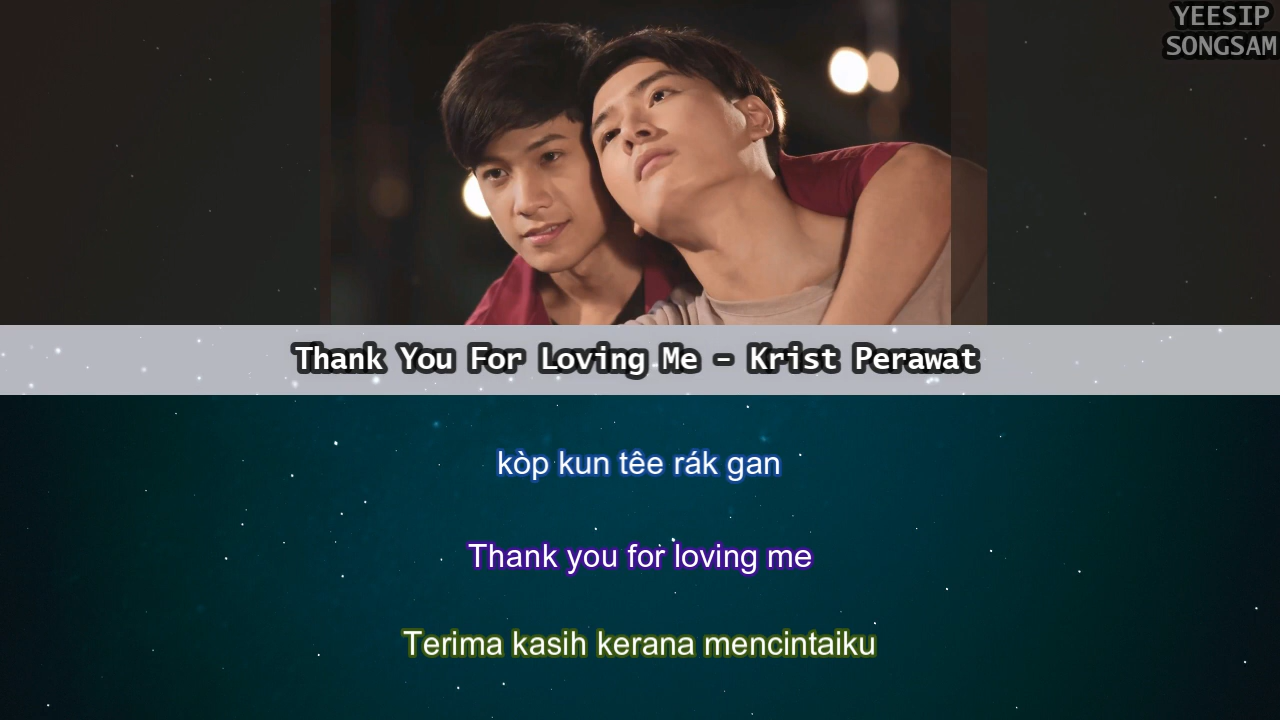 YEESIP
SONGSAM
Thank You For Loving Me - Krist Perawat
kòp kun têe rák gan
Thank you for loving me
Terima kasih kerana mencintaiku